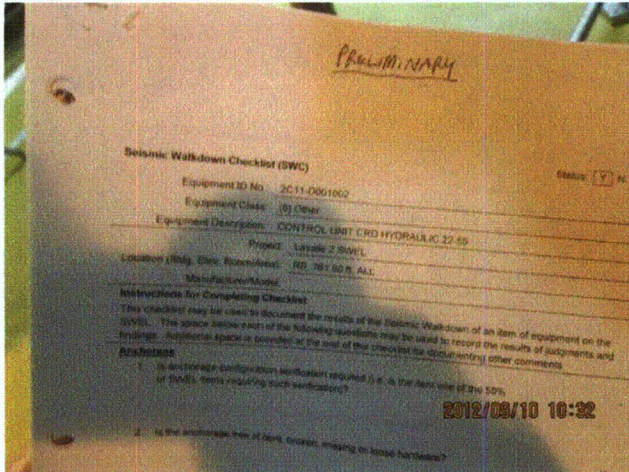 PRELIMINARY
Seismic Walkdown Checklist (SWC)
Status: Y N
Equipment ID No. 2C11-D001002
Equipment Class (0) Other
Equipment Description CONTROL UNIT CRD HYDRAULIC 22-59
Project Lasalle 2 SWEL
Location (Bldg, Elev, Room/Area) RB, ALL
Manufacturer/Model
Instructions for Completing Checklist
This checklist may be used to document the results of the Seismic Walkdown of an item of equipment on the
SWEL. The space below each of the following questions may be used to record the results of judgments and
findings. Additional space is provided at the end of this checklist for documenting other comments.
Anchorage
1. Is anchorage configuration verification required (i.e. is the item one of the 50%
of SWEL items requiring such verification)?
2012/09/10 10:32
2. Is the anchorage free of bent, broken, missing or loose hardware?